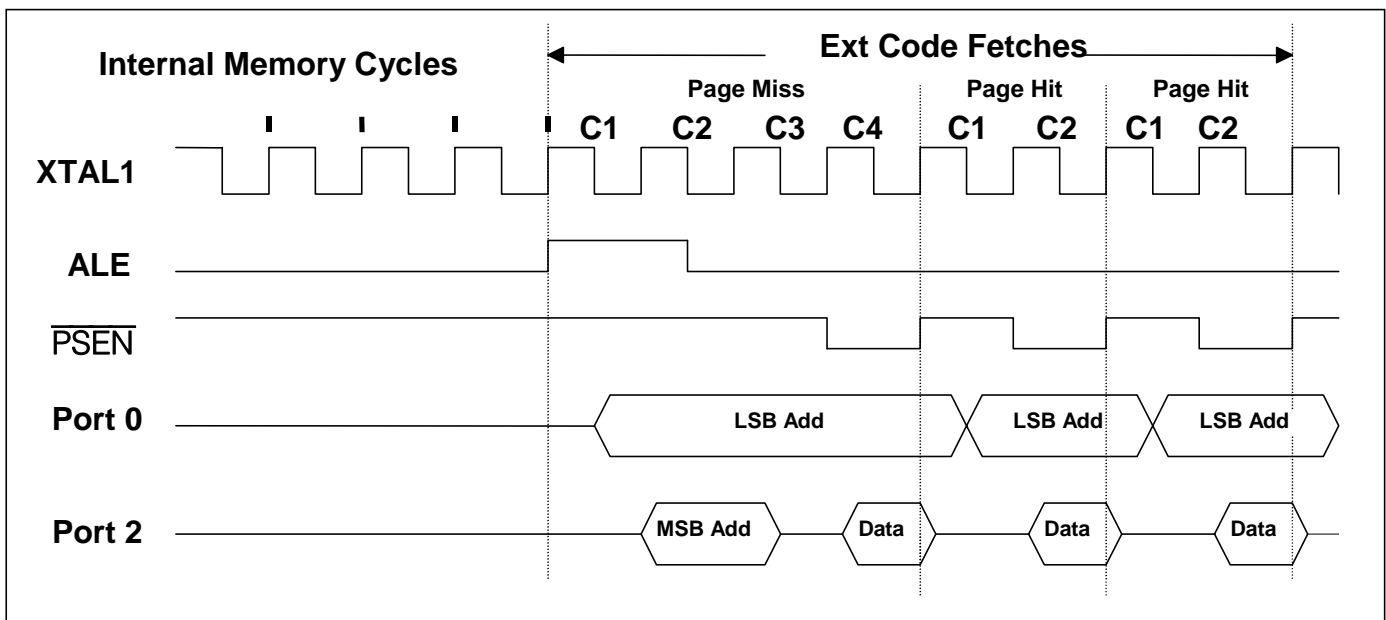 Ext Code Fetches
Internal Memory Cycles
Page Miss Page Hit Page Hit
C1 C2 C3 C4 C1 C2 C1 C2
XTAL1
ALE
PSEN
Port 0 LSB Add LSB Add LSB Add
Port 2 MSB Add Data Data Data